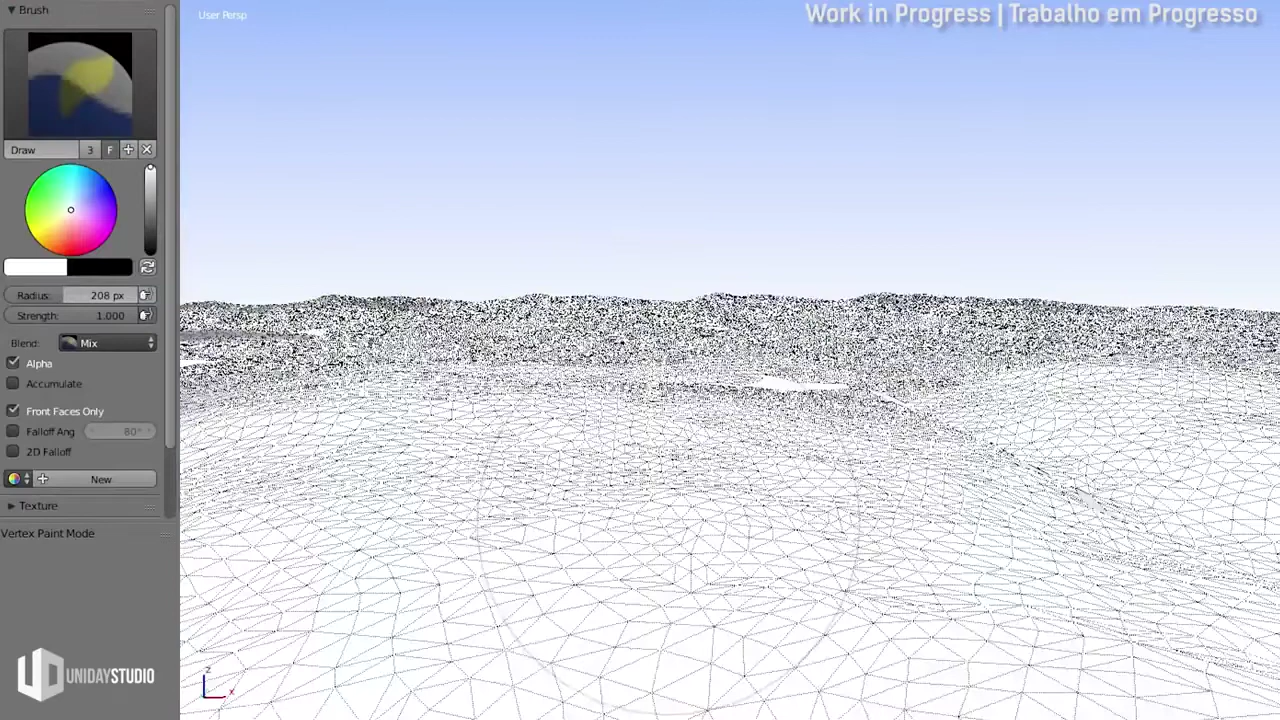 Brush
User Persp
Work in Progress | Trabalho em Progresso
Draw
3
F
Radius: 208 px
Strength: 1.000
Blend: Mix
Alpha
Accumulate
Front Faces Only
Falloff Ang 80°
2D Falloff
New
Texture
Vertex Paint Mode
UD UNIDAYSTUDIO
z
x